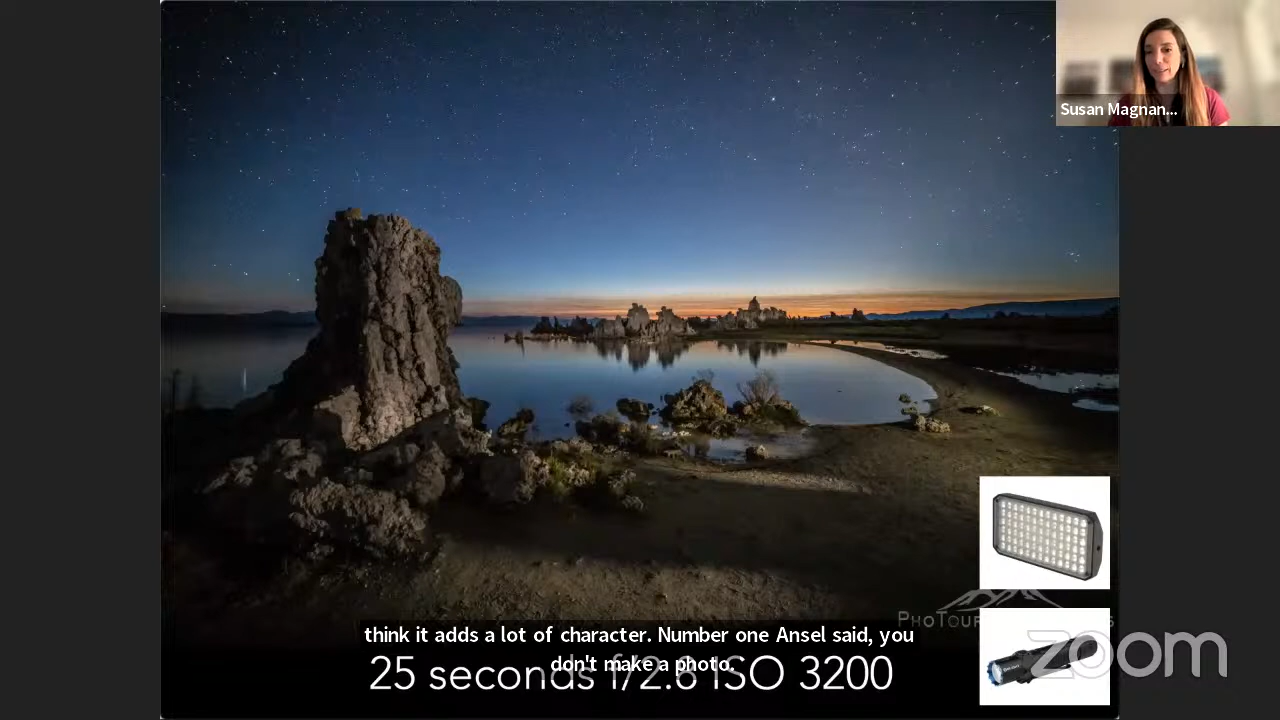 Susan Magnan...
think it adds a lot of character. Number one Ansel said, you
don't make a photo.
25 seconds f/2.8 ISO 3200
zoom